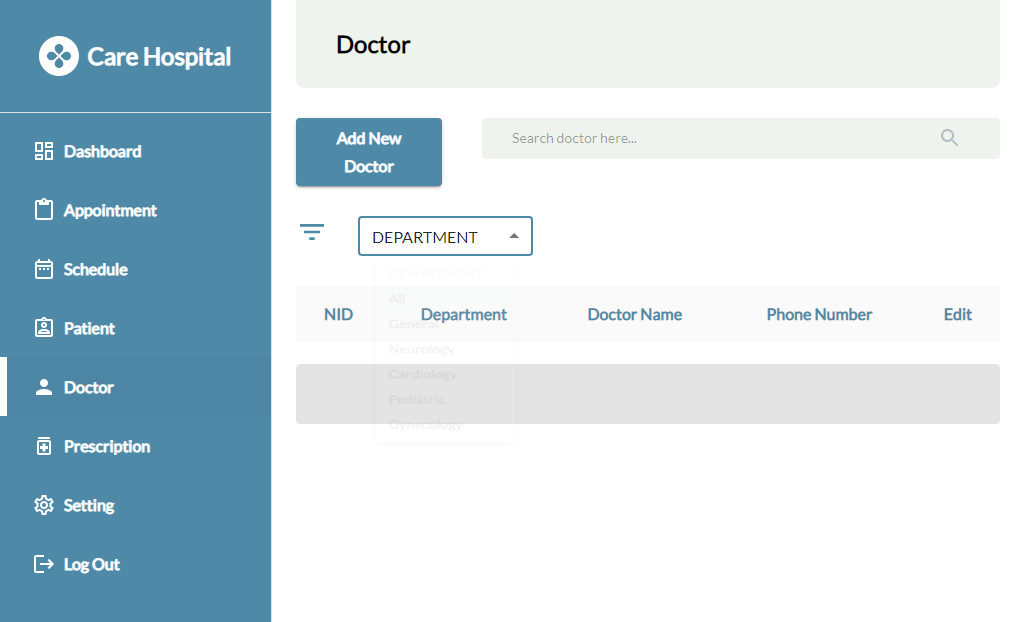 Care Hospital
Dashboard
Appointment
Schedule
Patient
Doctor
Prescription
Setting
Log Out
Doctor
Add New
Doctor
Search doctor here...
DEPARTMENT
DEPARTMENT
All
General
Neurology
Cardiology
Pediatric
Gynecology
NID Department Doctor Name Phone Number Edit